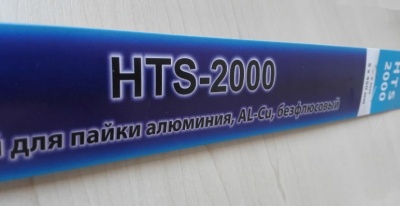 HTS-2000
для пайки алюминия, AL-Cu, безфлюсовый
HTS
2000